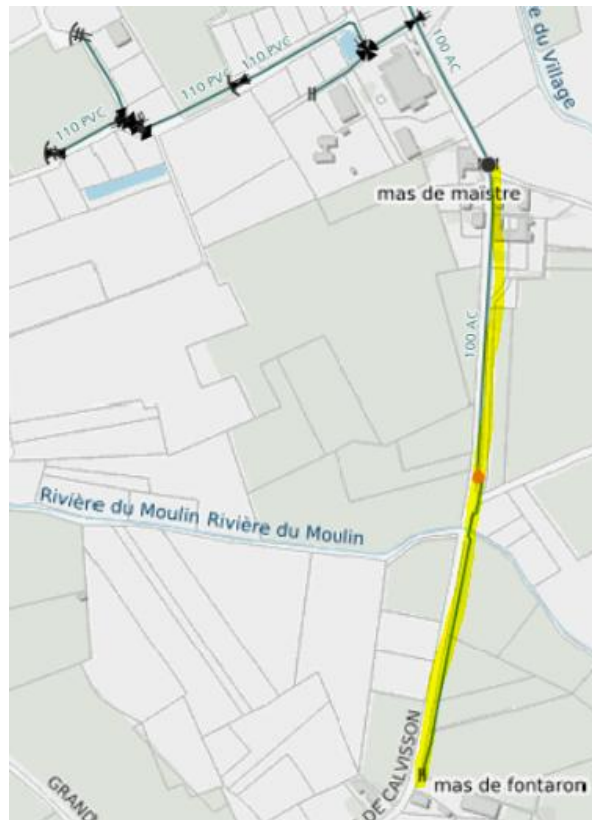 110 PVC
110 PVC
110 PVC
100 AC
e du Village
mas de maistre
100 AC
Rivière du Moulin Rivière du Moulin
DE CALVISSON
mas de fontaron
GRAND